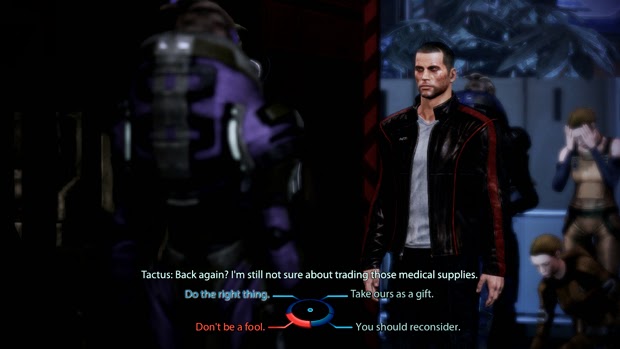 Tactus: Back again? I'm still not sure about trading those medical supplies.
Do the right thing.
Take ours as a gift.
Don't be a fool.
You should reconsider.